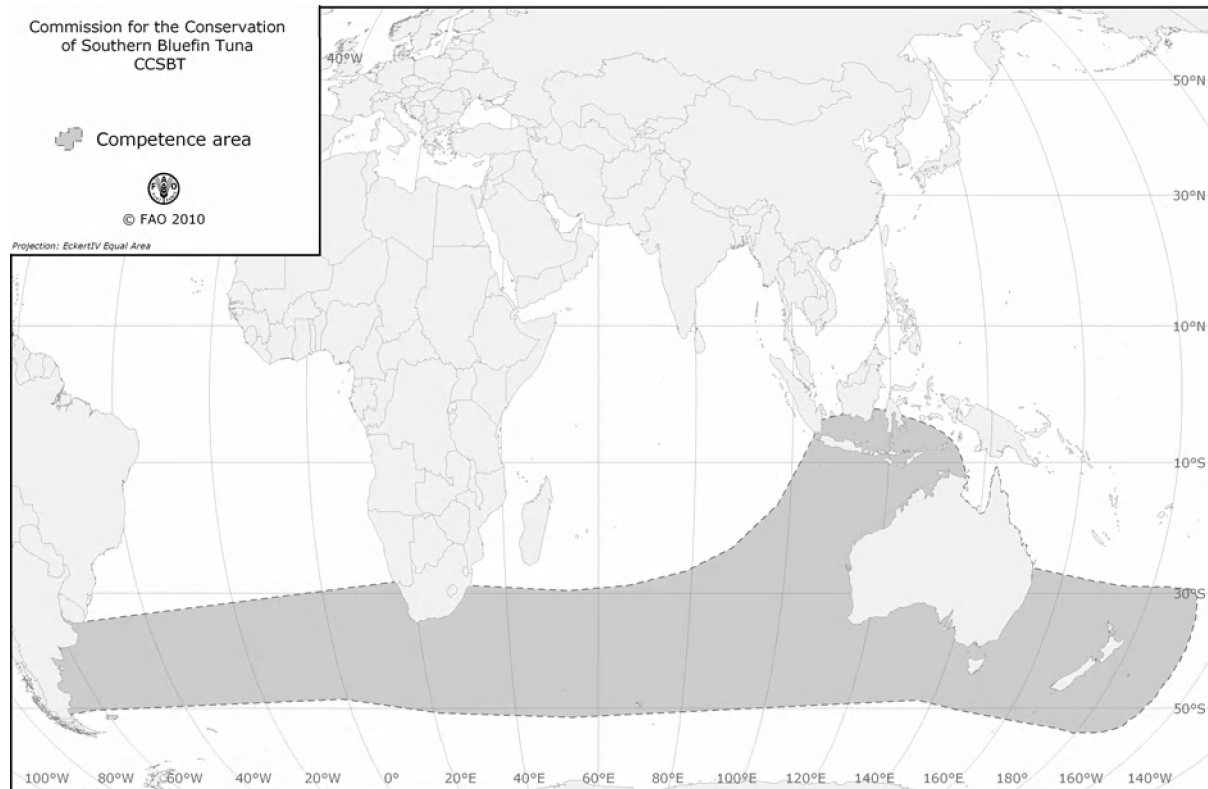 Commission for the Conservation
of Southern Bluefin Tuna
CCSBT
Competence area
FAO
© FAO 2010
Projection: EckertIV Equal Area
40°W
50°N
30°N
10°N
10°S
30°S
50°S
100°W 80°W 60°W 40°W 20°W 0° 20°E 40°E 60°E 80°E 100°E 120°E 140°E 160°E 160°W 140°W